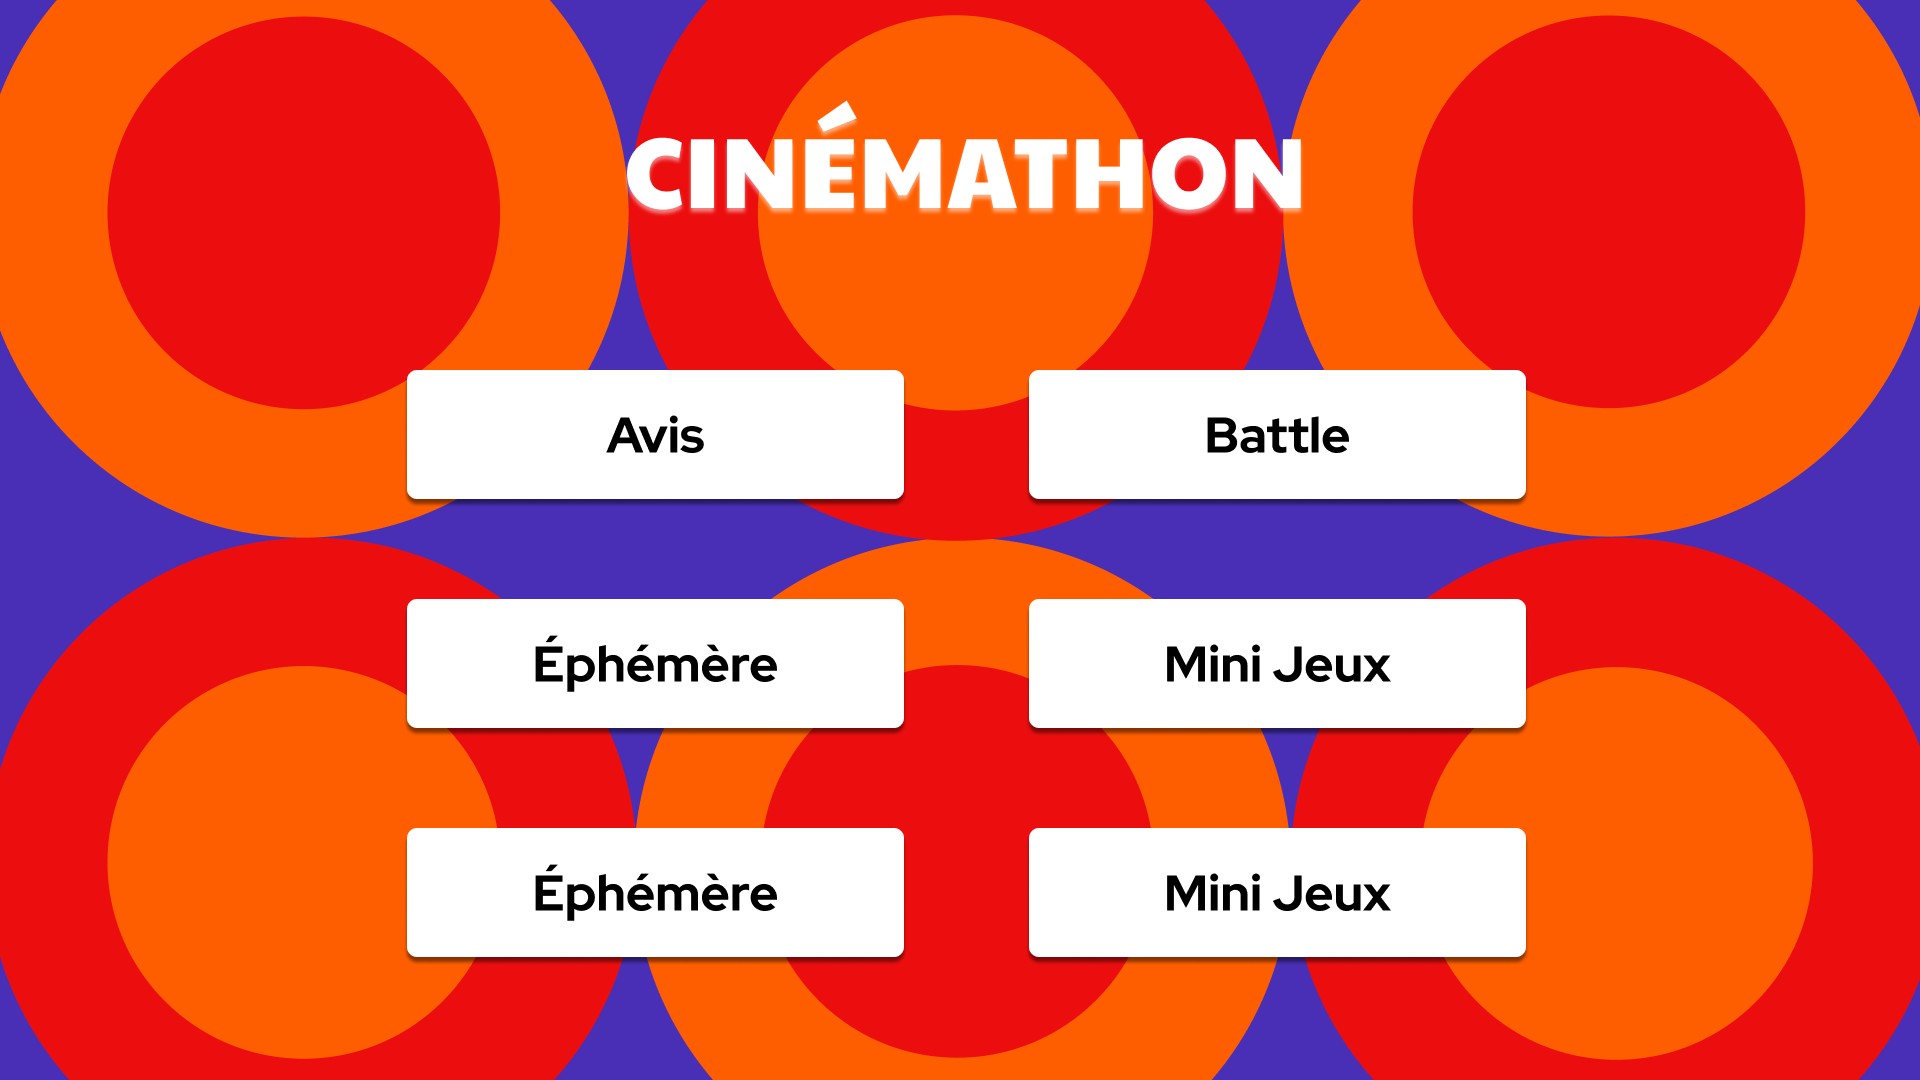 CINÉMATHON
Avis
Battle
Éphémère
Mini Jeux
Éphémère
Mini Jeux